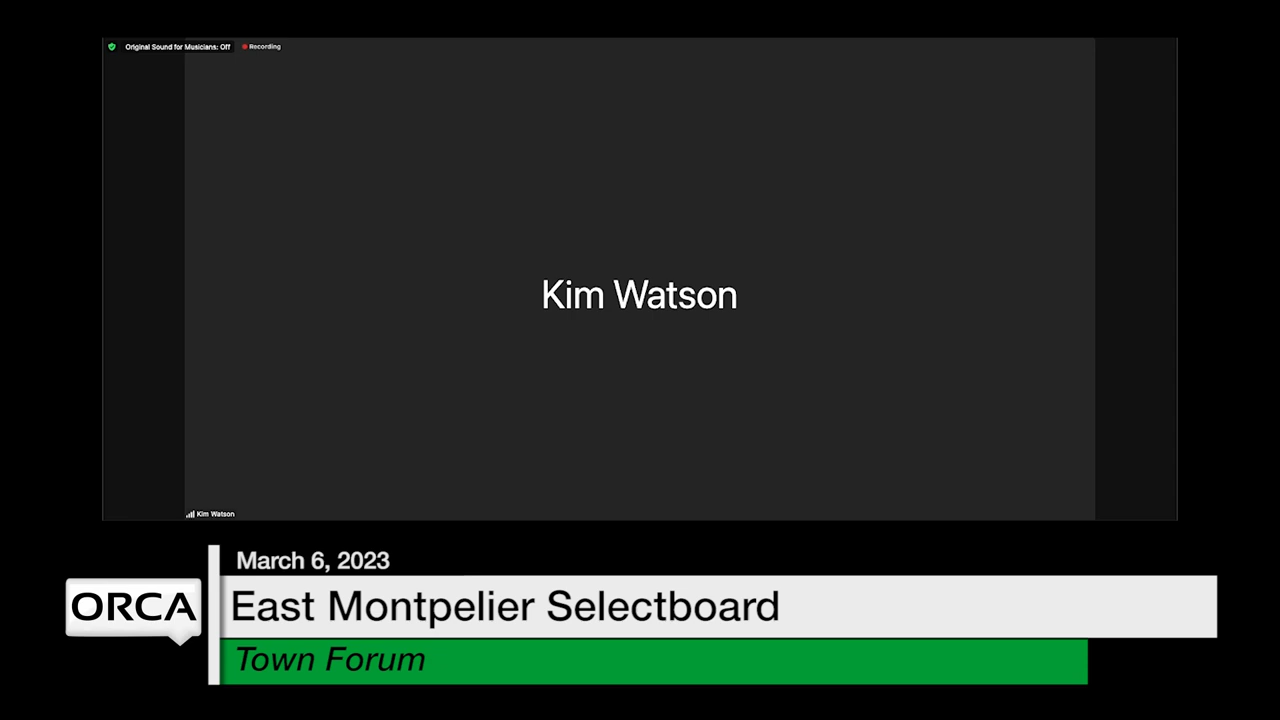 Original Sound for Musicians: Off
Recording
Kim Watson
Kim Watson
March 6, 2023
ORCA
East Montpelier Selectboard
Town Forum